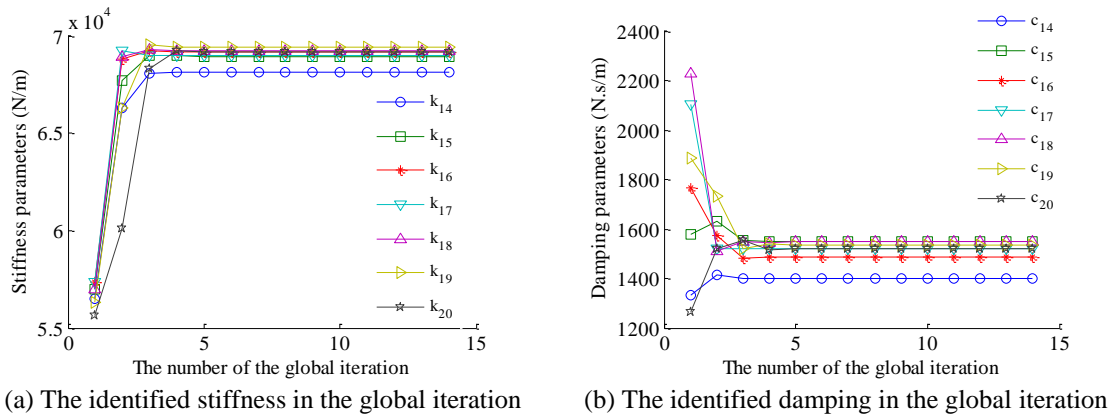 x 10⁴
7
6.5
6
5.5
0 5 10 15
Stiffness parameters (N/m)
The number of the global iteration
k₁₄
k₁₅
k₁₆
k₁₇
k₁₈
k₁₉
k₂₀
(a) The identified stiffness in the global iteration
2400
2200
2000
1800
1600
1400
1200
0 5 10 15
Damping parameters (N.s/m)
The number of the global iteration
c₁₄
c₁₅
c₁₆
c₁₇
c₁₈
c₁₉
c₂₀
(b) The identified damping in the global iteration